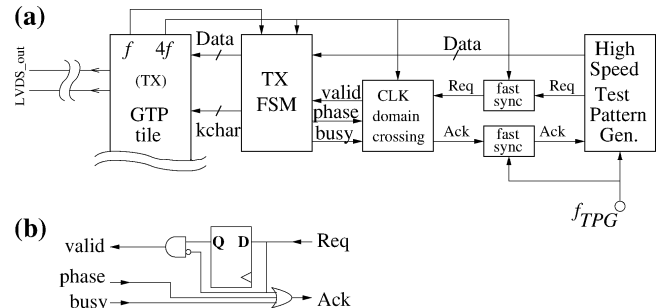 (a)
f 4f
(TX)
GTP
tile
LVDS_out
Data
kchar
TX
FSM
Data
valid
phase
busy
CLK
domain
crossing
Req
fast
sync
Req
Ack
fast
sync
Ack
High
Speed
Test
Pattern
Gen.
fTPG
(b)
valid
Q D
Req
phase
busy
Ack